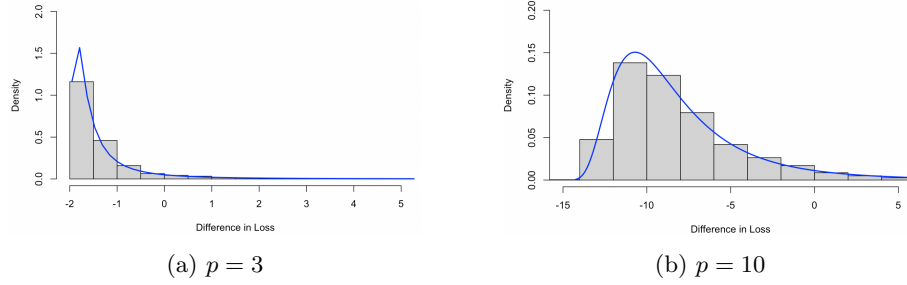 2.0
1.5
1.0
0.5
0.0
Density
-2 -1 0 1 2 3 4 5
Difference in Loss
(a) p = 3
0.20
0.15
0.10
0.05
0.00
Density
-15 -10 -5 0 5
Difference in Loss
(b) p = 10